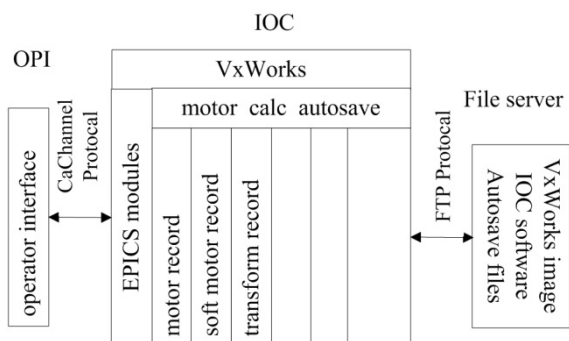 IOC
OPI
VxWorks
motor calc autosave
File server
CaChannel
Protocal
operator interface
EPICS modules
motor record
soft motor record
transform record
FTP Protocal
VxWorks image
IOC software
Autosave files